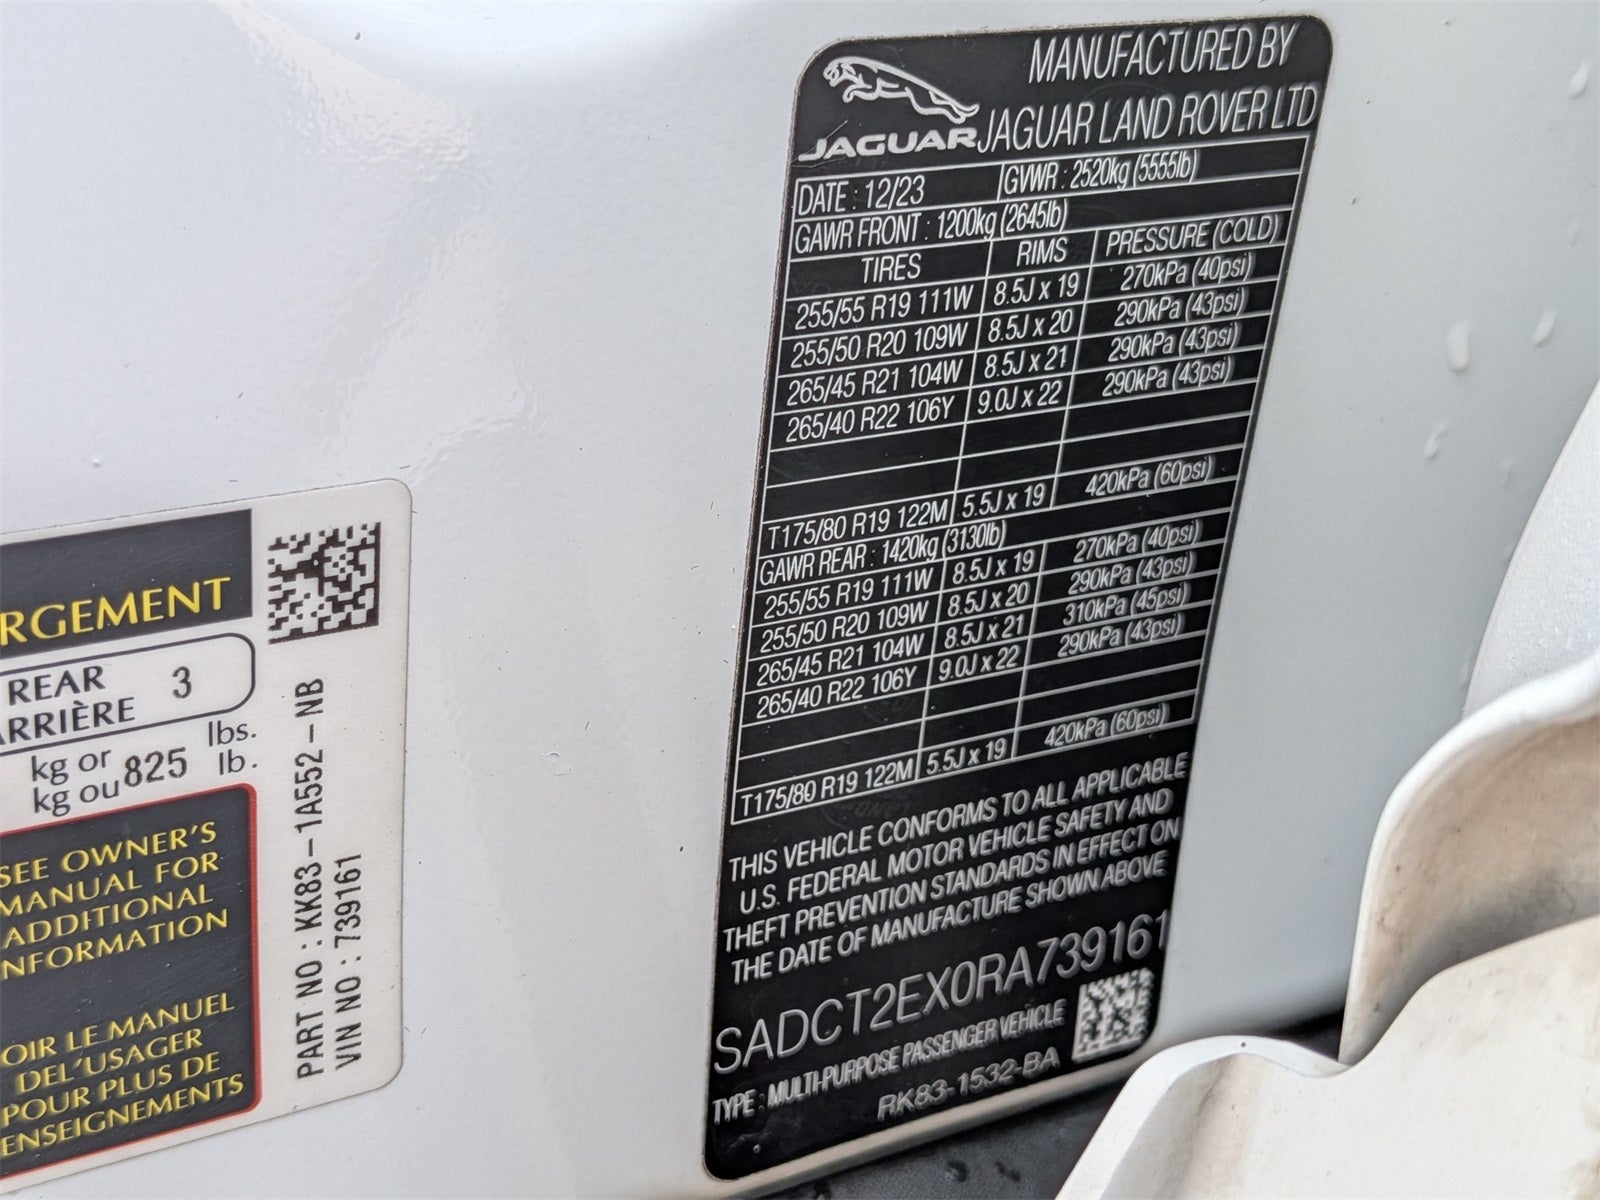 RGEMENT
REAR 3
ARRIÈRE
kg or 825 lbs.
kg ou lb.
SEE OWNER'S
MANUAL FOR
ADDITIONAL
NFORMATION
OIR LE MANUEL
DEL'USAGER
POUR PLUS DE
ENSEIGNEMENTS
PART NO : KK83-1A552-NB
VIN NO : 739161
JAGUAR
MANUFACTURED BY
JAGUAR LAND ROVER LTD
DATE : 12/23 GVWR : 2520kg (5555lb)
GAWR FRONT : 1200kg (2645lb)
TIRES RIMS PRESSURE (COLD)
255/55 R19 111W 8.5J x 19 270kPa (40psi)
255/50 R20 109W 8.5J x 20 290kPa (43psi)
265/45 R21 104W 8.5J x 21 290kPa (43psi)
265/40 R22 106Y 9.0J x 22 290kPa (43psi)
T175/80 R19 122M 5.5J x 19 420kPa (60psi)
GAWR REAR : 1420kg (3130lb)
255/55 R19 111W 8.5J x 19 270kPa (40psi)
255/50 R20 109W 8.5J x 20 290kPa (43psi)
265/45 R21 104W 8.5J x 21 310kPa (45psi)
265/40 R22 106Y 9.0J x 22 290kPa (43psi)
T175/80 R19 122M 5.5J x 19 420kPa (60psi)
THIS VEHICLE CONFORMS TO ALL APPLICABLE
U.S. FEDERAL MOTOR VEHICLE SAFETY AND
THEFT PREVENTION STANDARDS IN EFFECT ON
THE DATE OF MANUFACTURE SHOWN ABOVE
SADCT2EX0RA739161
TYPE : MULTI-PURPOSE PASSENGER VEHICLE
RK83-1532-BA